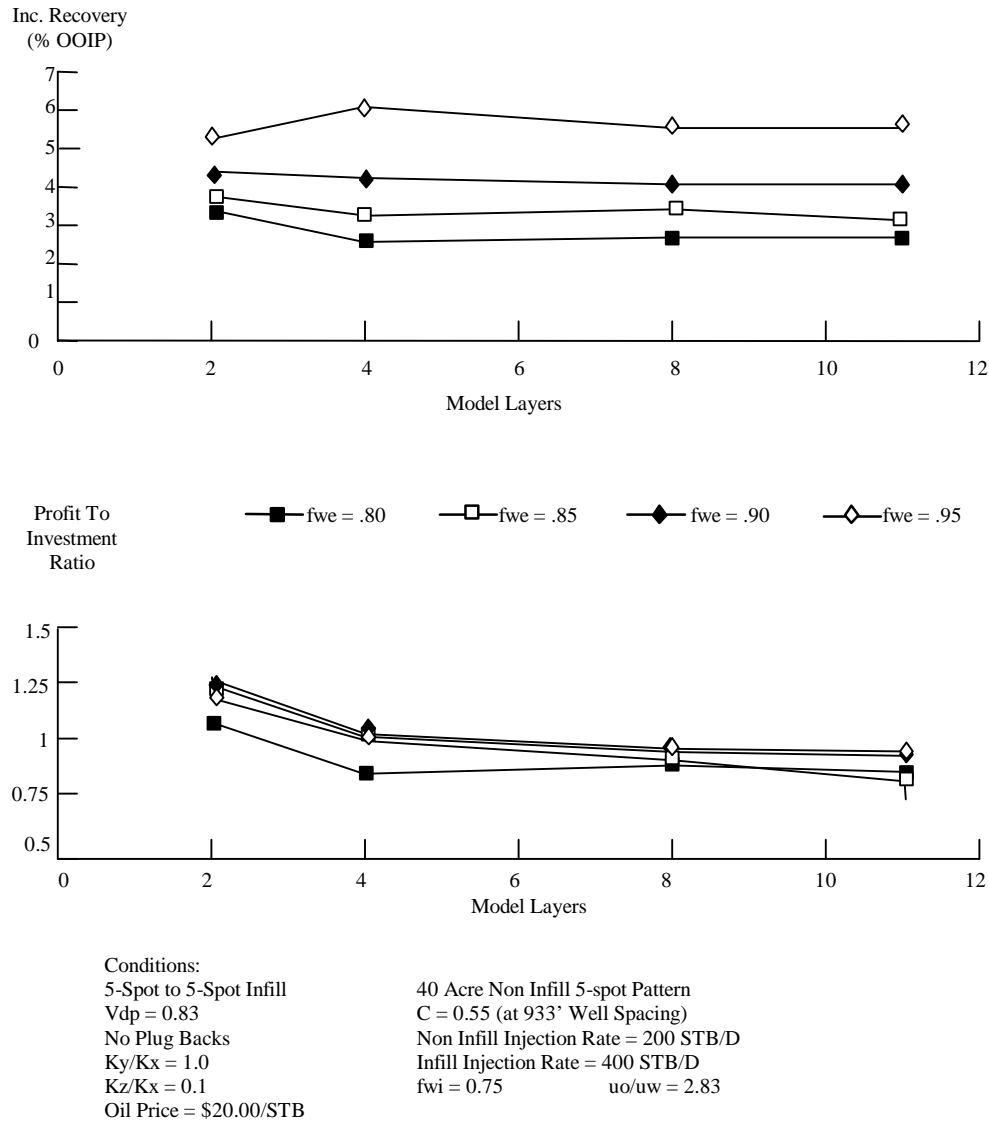 Inc. Recovery
(% OOIP)
7
6
5
4
3
2
1
0
0 2 4 6 8 10 12
Model Layers
Profit To
Investment
Ratio
fwe = .80 fwe = .85 fwe = .90 fwe = .95
1.5
1.25
1
0.75
0.5
0 2 4 6 8 10 12
Model Layers
Conditions:
5-Spot to 5-Spot Infill
Vdp = 0.83
No Plug Backs
Ky/Kx = 1.0
Kz/Kx = 0.1
Oil Price = $20.00/STB
40 Acre Non Infill 5-spot Pattern
C = 0.55 (at 933’ Well Spacing)
Non Infill Injection Rate = 200 STB/D
Infill Injection Rate = 400 STB/D
fwi = 0.75 uo/uw = 2.83